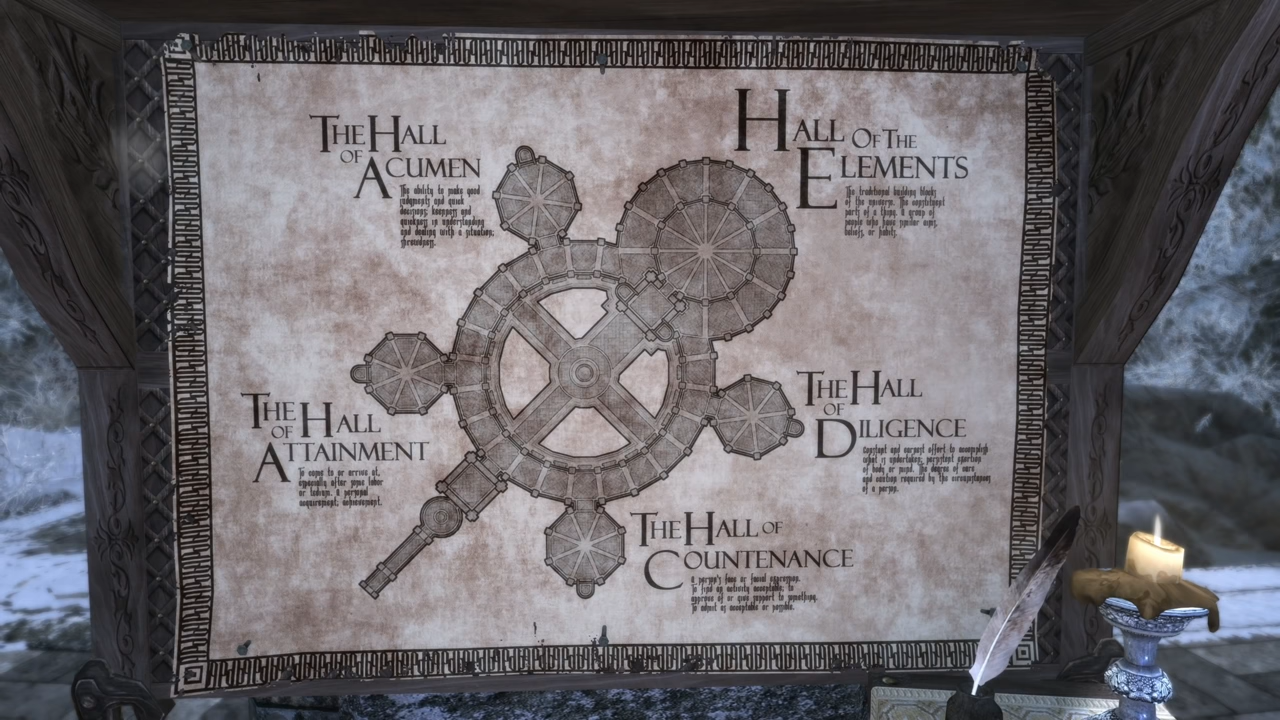 THE HALL
OF
ACUMEN
The ability to make good
judgments and quick
decisions; keenness and
quickness in understanding
and dealing with a situation;
shrewdness.
HALL OF THE
ELEMENTS
The traditional building blocks
of the universe. The constituent
part of a thing. A group of
people who have similar aims,
beliefs, or habits.
THE HALL
OF
ATTAINMENT
To come to or arrive at,
especially after some labor
or tedium. A personal
acquirement; achievement.
THE HALL
OF
DILIGENCE
Constant and earnest effort to accomplish
what is undertaken; persistent exertion
of body or mind. The degree of care
and caution required by the circumstances
of a person.
THE HALL OF
COUNTENANCE
A person's face or facial expression.
To find an activity acceptable; to
approve of or give support to something.
To admit as acceptable or possible.